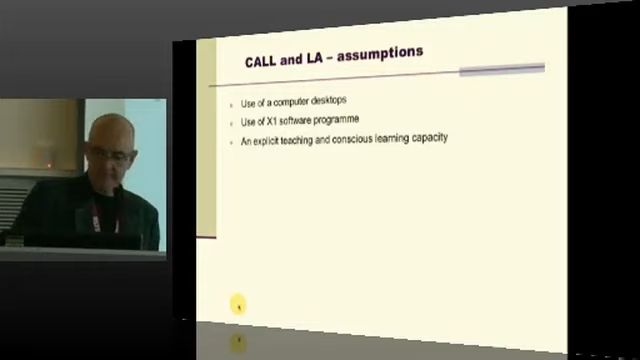 CALL and LA – assumptions
Use of a computer desktops
Use of X1 software programme
An explicit teaching and conscious learning capacity